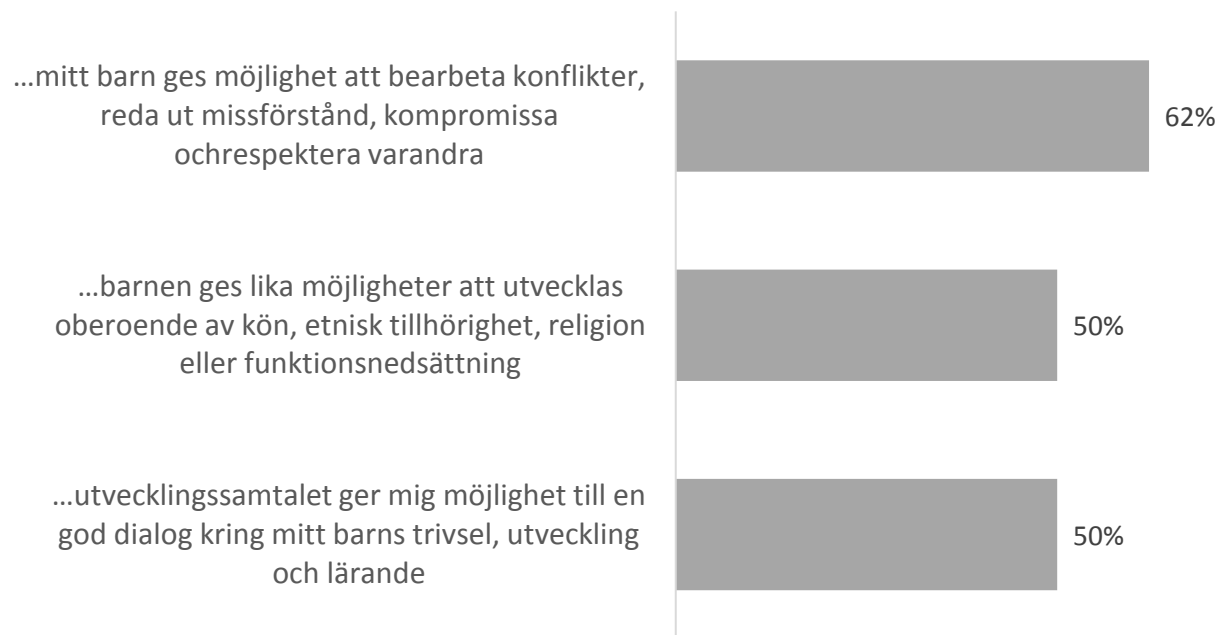 …mitt barn ges möjlighet att bearbeta konflikter,
reda ut missförstånd, kompromissa
ochrespektera varandra
62%
…barnen ges lika möjligheter att utvecklas
oberoende av kön, etnisk tillhörighet, religion
eller funktionsnedsättning
50%
…utvecklingssamtalet ger mig möjlighet till en
god dialog kring mitt barns trivsel, utveckling
och lärande
50%